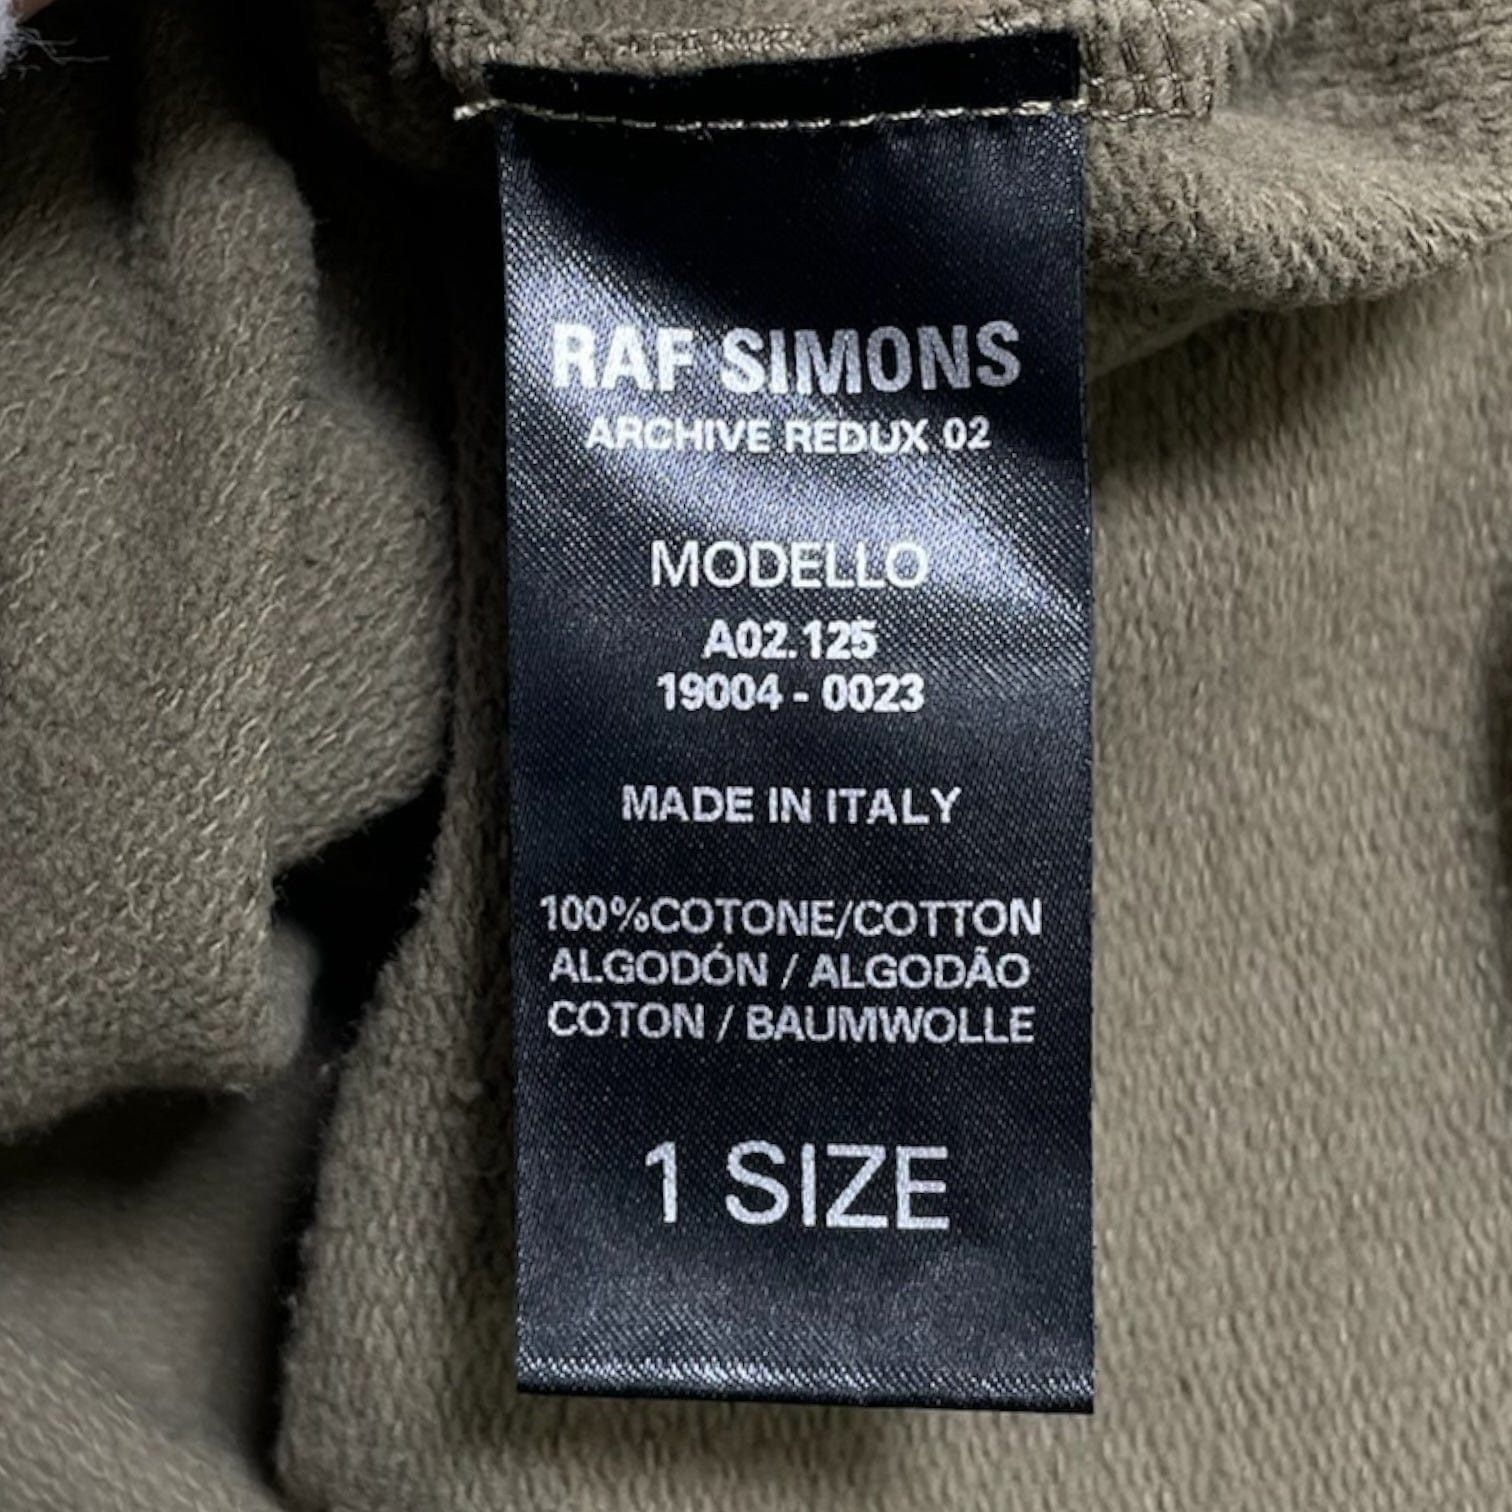 RAF SIMONS
ARCHIVE REDUX 02
MODELLO
A02.125
19004 - 0023
MADE IN ITALY
100%COTONE/COTTON
ALGODÓN / ALGODÃO
COTON / BAUMWOLLE
1 SIZE